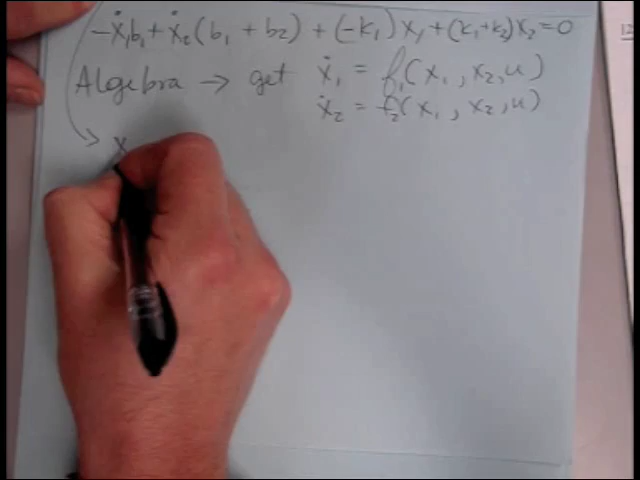 -ẋ₁b₁ + ẋ₂(b₁ + b₂) + (-k₁)x₁ + (k₁+k₂)x₂ = 0
Algebra → get ẋ₁ = f₁(x₁, x₂, u)
ẋ₂ = f₂(x₁, x₂, u)
x
12